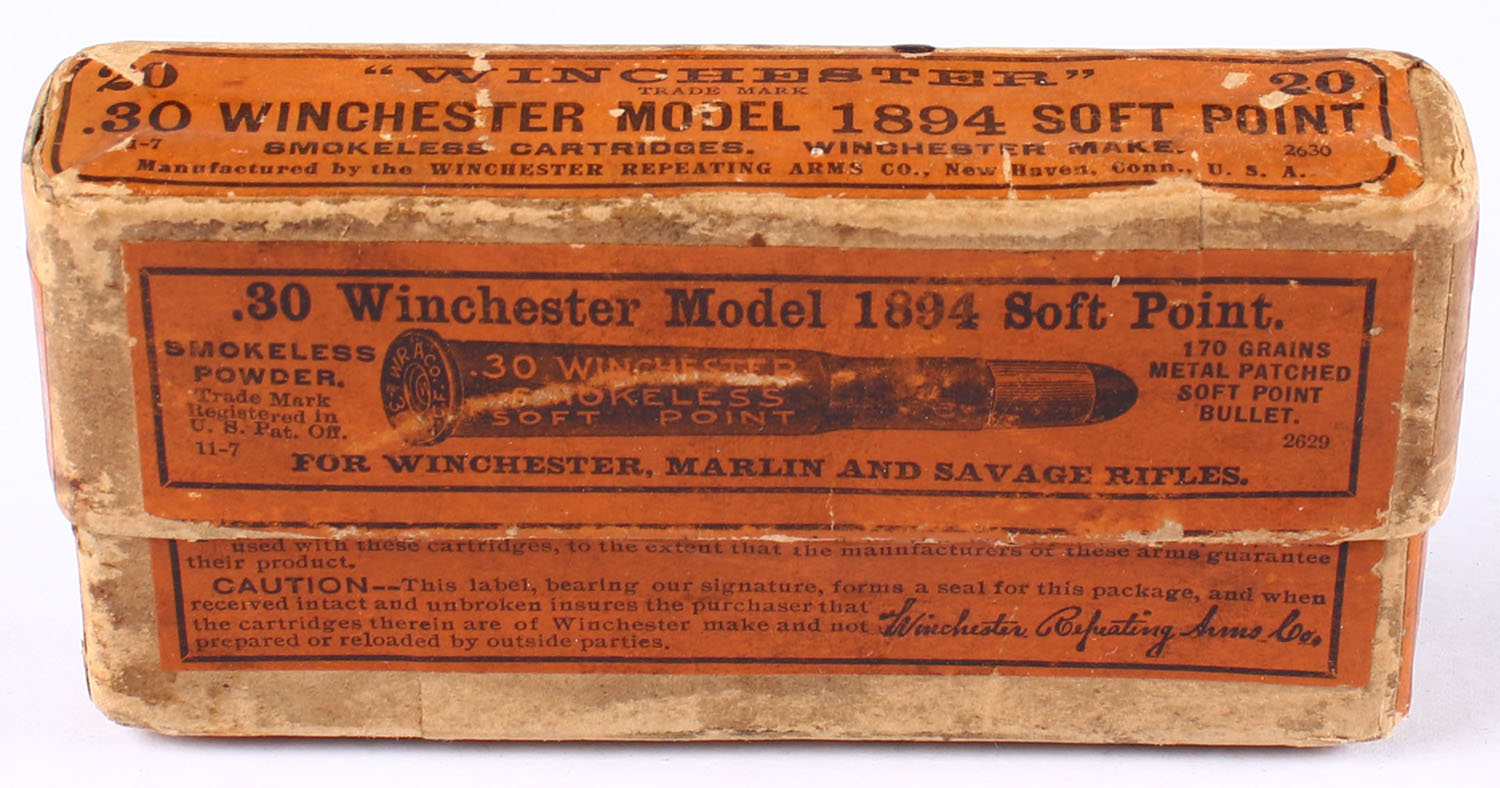 20 "WINCHESTER" 20
TRADE MARK
.30 WINCHESTER MODEL 1894 SOFT POINT
11-7 SMOKELESS CARTRIDGES. WINCHESTER MAKE. 2630
Manufactured by the WINCHESTER REPEATING ARMS CO., New Haven, Conn., U. S. A.
.30 Winchester Model 1894 Soft Point.
SMOKELESS
POWDER.
Trade Mark
Registered in
U. S. Pat. Off.
11-7
W.R.A.CO.
.30 WINCHESTER
SMOKELESS
SOFT POINT
170 GRAINS
METAL PATCHED
SOFT POINT
BULLET.
2629
FOR WINCHESTER, MARLIN AND SAVAGE RIFLES.
used with these cartridges, to the extent that the manufacturers of these arms guarantee
their product.
CAUTION--This label, bearing our signature, forms a seal for this package, and when
received intact and unbroken insures the purchaser that
the cartridges therein are of Winchester make and not
prepared or reloaded by outside parties.
Winchester Repeating Arms Co.